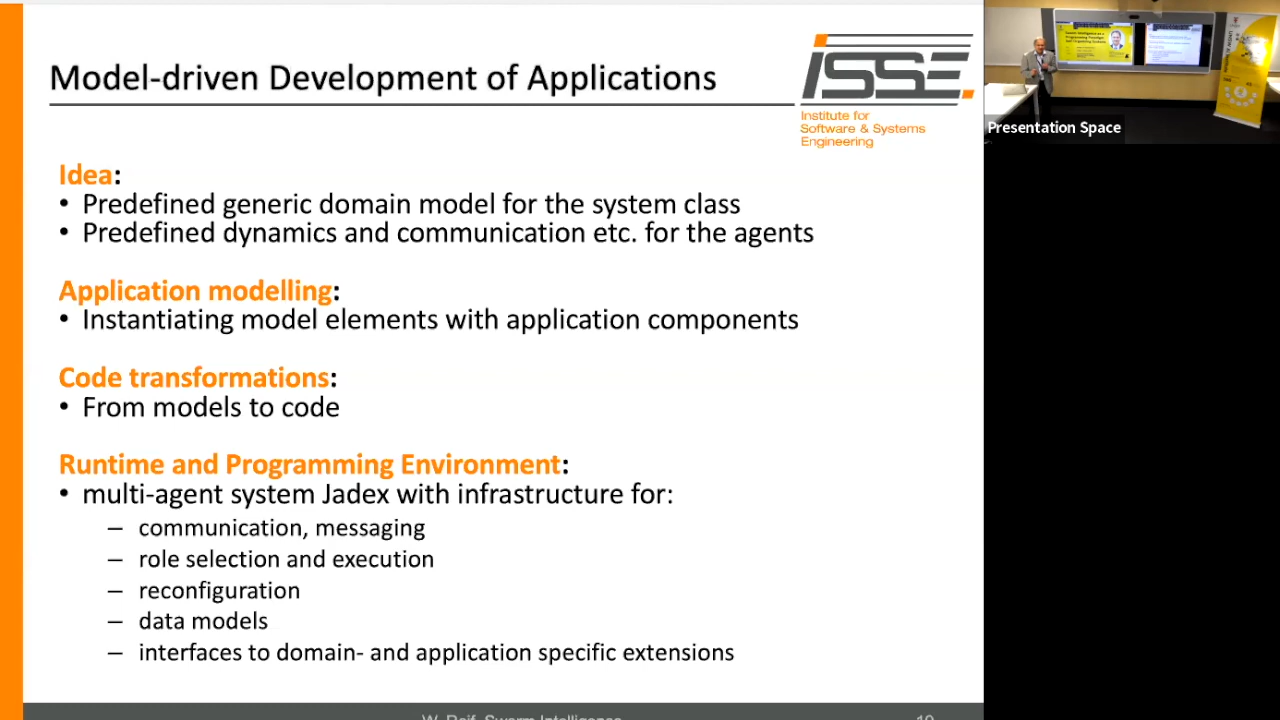 Model-driven Development of Applications
ISSE
Institute for
Software & Systems
Engineering
Presentation Space
Idea:
• Predefined generic domain model for the system class
• Predefined dynamics and communication etc. for the agents
Application modelling:
• Instantiating model elements with application components
Code transformations:
• From models to code
Runtime and Programming Environment:
• multi-agent system Jadex with infrastructure for:
– communication, messaging
– role selection and execution
– reconfiguration
– data models
– interfaces to domain- and application specific extensions
W. Reif, Swarm Intelligence